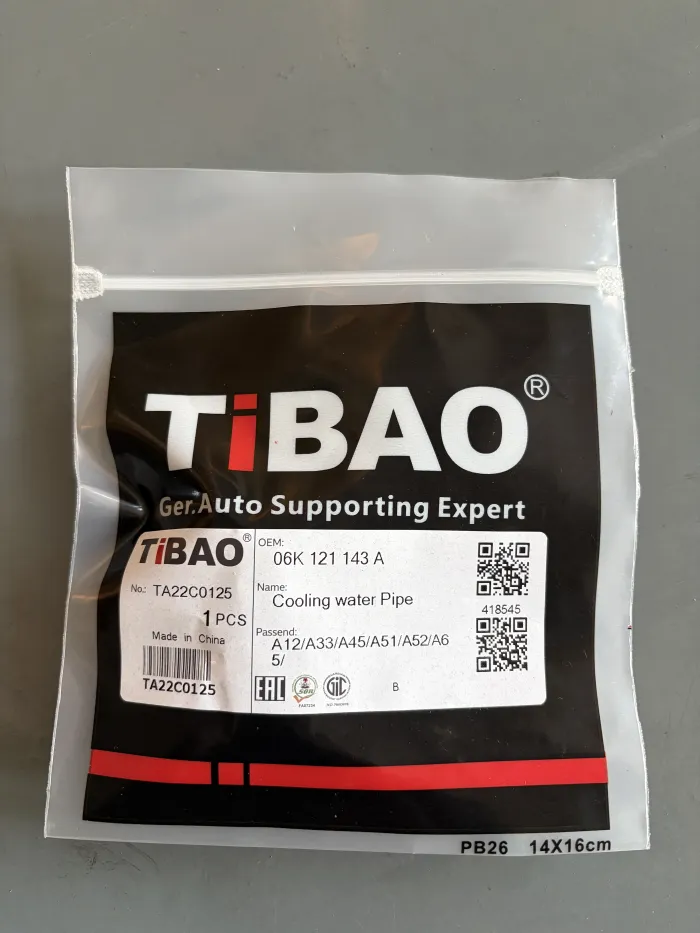 TiBAO®
Ger.Auto Supporting Expert
TiBAO®
No.: TA22C0125
1 PCS
Made in China
TA22C0125
OEM:
06K 121 143 A
Name:
Cooling water Pipe
Passend:
A12/A33/A45/A51/A52/A6
5/
418545
EAC
GIC
B
PB26 14X16cm